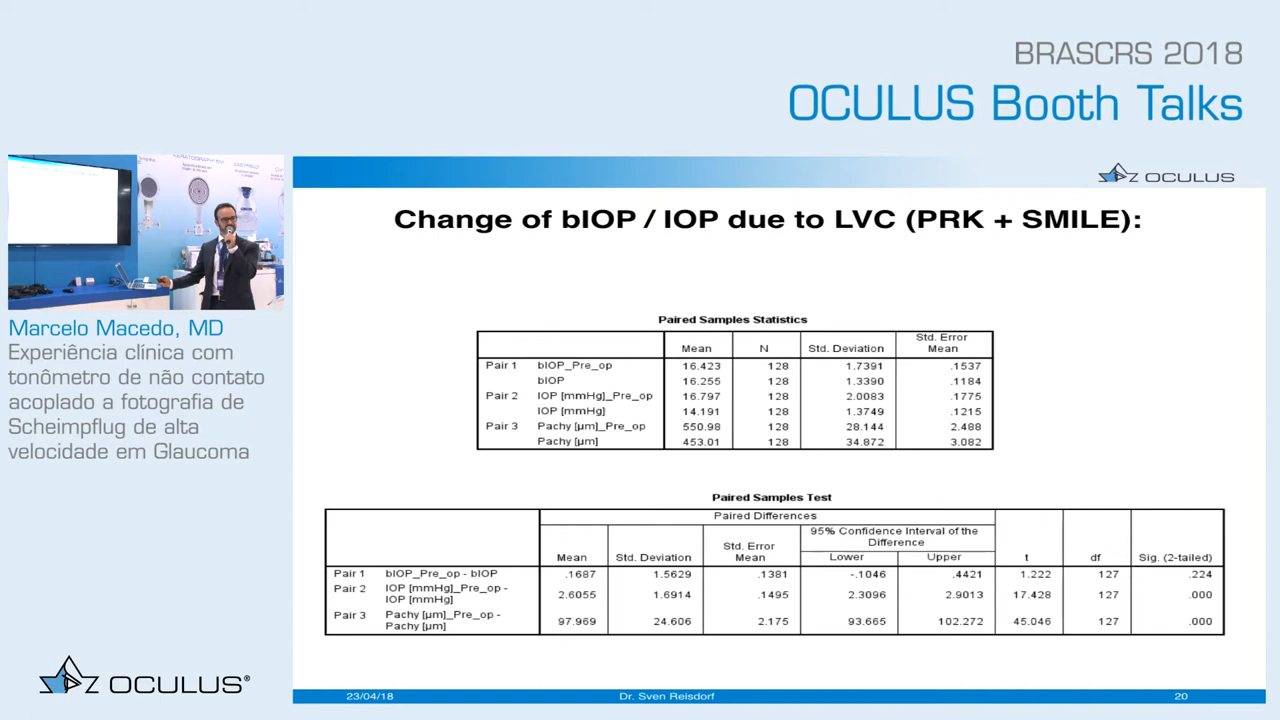 BRASCRS 2018
OCULUS Booth Talks
OCULUS
Change of bIOP / IOP due to LVC (PRK + SMILE):
Marcelo Macedo, MD
Experiência clínica com
tonômetro de não contato
acoplado a fotografia de
Scheimpflug de alta
velocidade em Glaucoma
Paired Samples Statistics
Mean N Std. Deviation Std. Error Mean
Pair 1 bIOP_Pre_op 16.423 128 1.7391 .1537
bIOP 16.255 128 1.3390 .1184
Pair 2 IOP [mmHg]_Pre_op 16.797 128 2.0083 .1775
IOP [mmHg] 14.191 128 1.3749 .1215
Pair 3 Pachy [µm]_Pre_op 550.98 128 28.144 2.488
Pachy [µm] 453.01 128 34.872 3.082
Paired Samples Test
Paired Differences
95% Confidence Interval of the Difference
Mean Std. Deviation Std. Error Mean Lower Upper t df Sig. (2-tailed)
Pair 1 bIOP_Pre_op - bIOP .1687 1.5629 .1381 -.1046 .4421 1.222 127 .224
Pair 2 IOP [mmHg]_Pre_op - IOP [mmHg] 2.6055 1.6914 .1495 2.3096 2.9013 17.428 127 .000
Pair 3 Pachy [µm]_Pre_op - Pachy [µm] 97.969 24.606 2.175 93.665 102.272 45.046 127 .000
OCULUS®
23/04/18 Dr. Sven Reisdorf 20